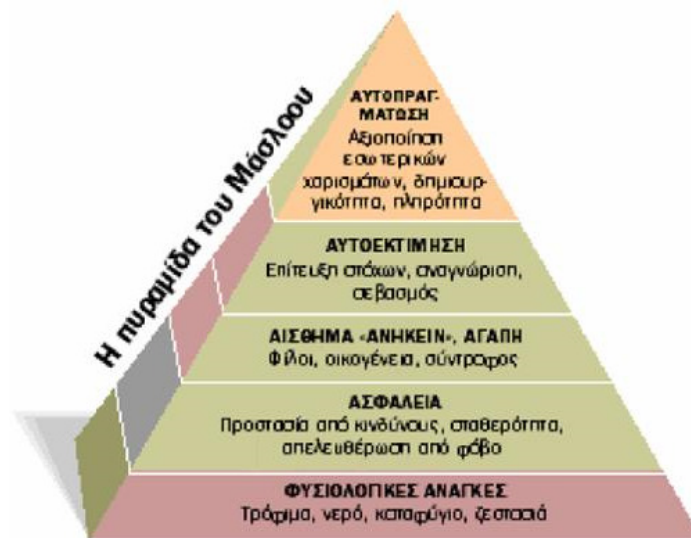 Η πυραμίδα του Μάσλοου
ΑΥΤΟΠΡΑΓ-
ΜΑΤΩΣΗ
Αξιοποίηση
εσωτερικών
χαρισμάτων, δημιουρ-
γικότητα, πληρότητα
ΑΥΤΟΕΚΤΙΜΗΣΗ
Επίτευξη στόχων, αναγνώριση,
σεβασμός
ΑΙΣΘΗΜΑ «ΑΝΗΚΕΙΝ», ΑΓΑΠΗ
Φίλοι, οικογένεια, σύντροφος
ΑΣΦΑΛΕΙΑ
Προστασία από κινδύνους, σταθερότητα,
απελευθέρωση από φόβο
ΦΥΣΙΟΛΟΓΙΚΕΣ ΑΝΑΓΚΕΣ
Τρόφιμα, νερό, καταφύγιο, ζεστασιά